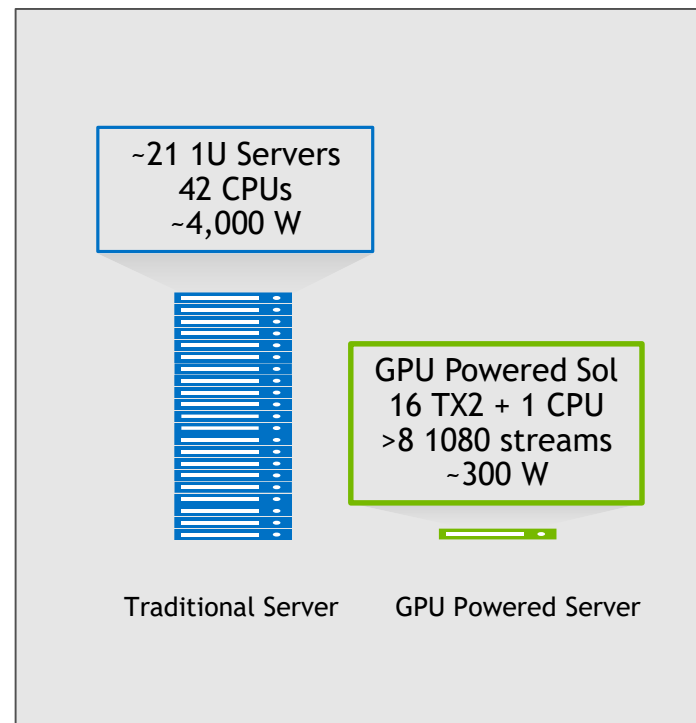 ~21 1U Servers
42 CPUs
~4,000 W
GPU Powered Sol
16 TX2 + 1 CPU
>8 1080 streams
~300 W
Traditional Server
GPU Powered Server